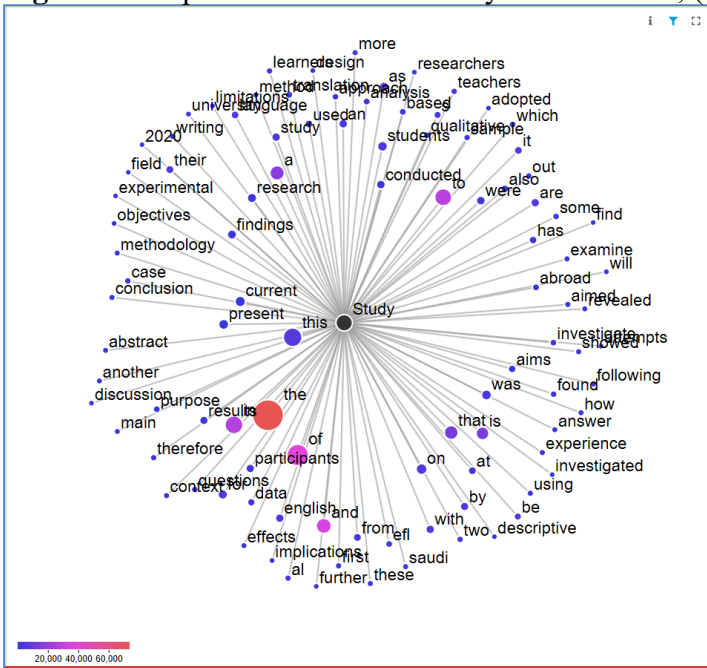 more
learners design researchers
method translation approach as analysis teachers
limitations based adopted
university language used an qualitative sample which
writing study students it
2020
field their a conducted to out
experimental research were also are
objectives findings some find
methodology has
case examine will
conclusion current abroad
present this Study aimed revealed
abstract investigate attempts
showed
another aims
discussion purpose the was found following
main results how
therefore of that is answer
participants on at experience
context questions for data investigated
english and by using
effects from efl with two be descriptive
implications first saudi
al further these
20,000 40,000 60,000